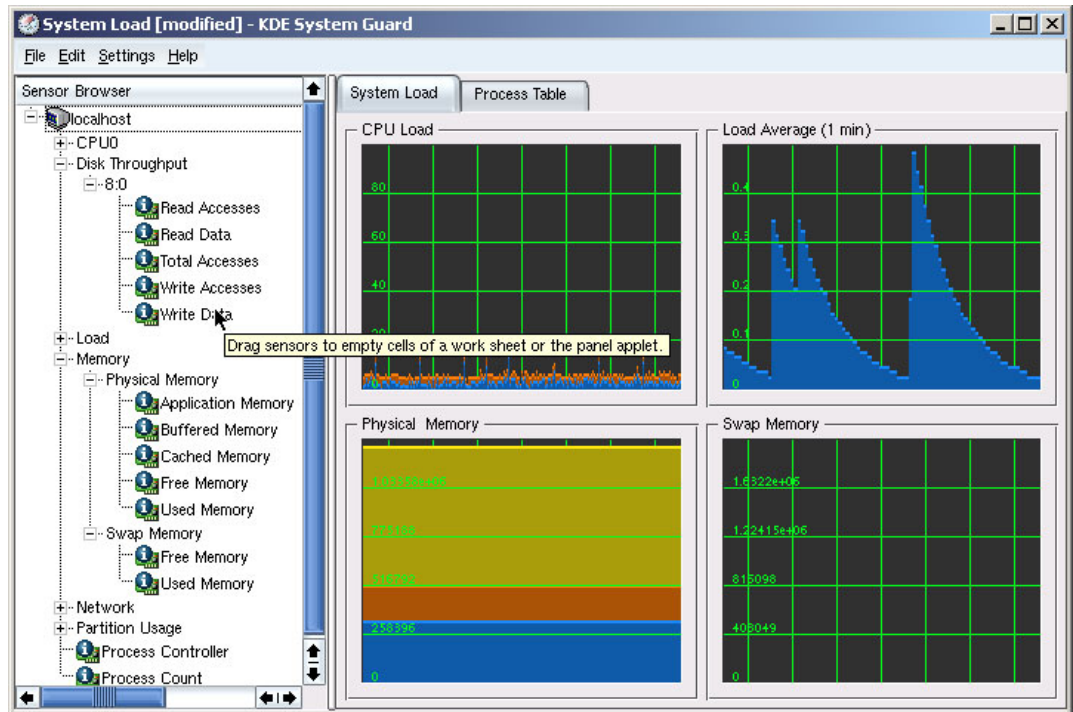 System Load [modified] - KDE System Guard
File Edit Settings Help
Sensor Browser
localhost
CPU0
Disk Throughput
8:0
Read Accesses
Read Data
Total Accesses
Write Accesses
Write Data
Load
Memory
Physical Memory
Application Memory
Buffered Memory
Cached Memory
Free Memory
Used Memory
Swap Memory
Free Memory
Used Memory
Network
Partition Usage
Process Controller
Process Count
Drag sensors to empty cells of a work sheet or the panel applet.
System Load
Process Table
CPU Load
80
60
40
20
0
Load Average (1 min)
0.4
0.3
0.2
0.1
0
Physical Memory
258396
0
Swap Memory
1.6322e+06
1.22415e+06
816098
408049
0